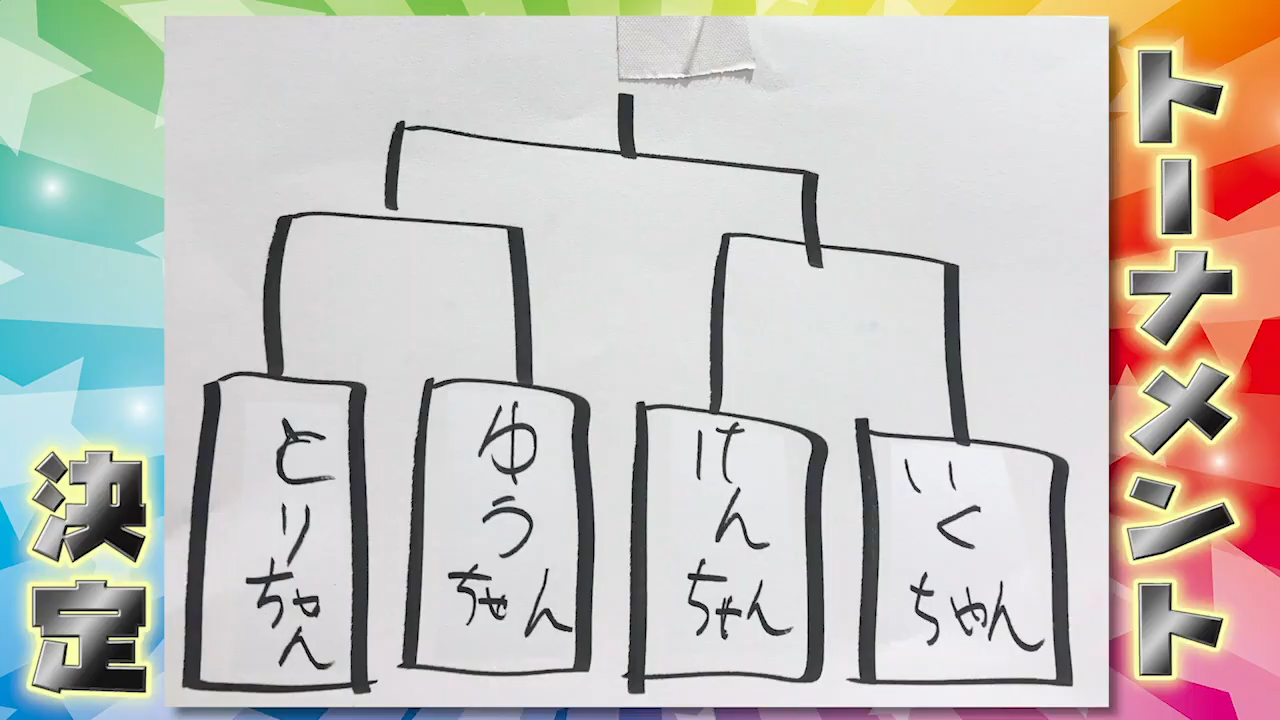 トーナメント
決定
とりちゃん
ゆうちゃん
けんちゃん
いくちゃん